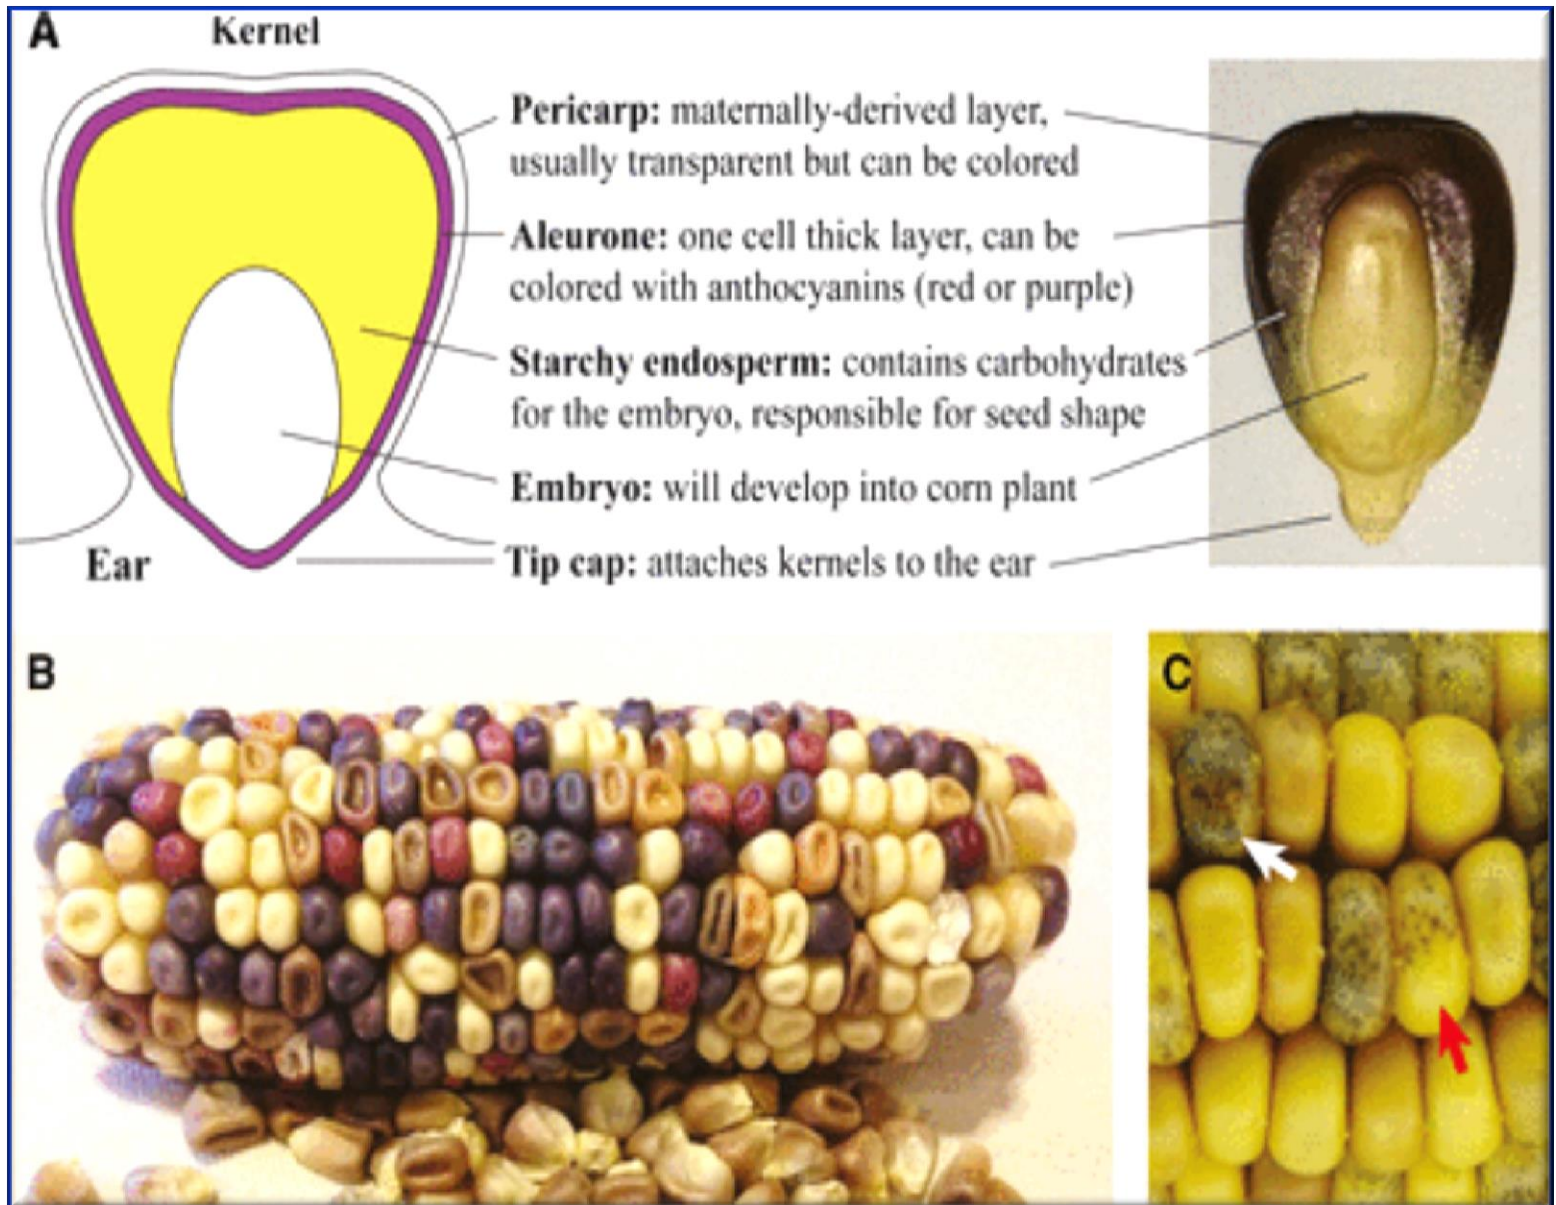 A
Kernel
Pericarp: maternally-derived layer,
usually transparent but can be colored
Aleurone: one cell thick layer, can be
colored with anthocyanins (red or purple)
Starchy endosperm: contains carbohydrates
for the embryo, responsible for seed shape
Embryo: will develop into corn plant
Ear
Tip cap: attaches kernels to the ear
B
C